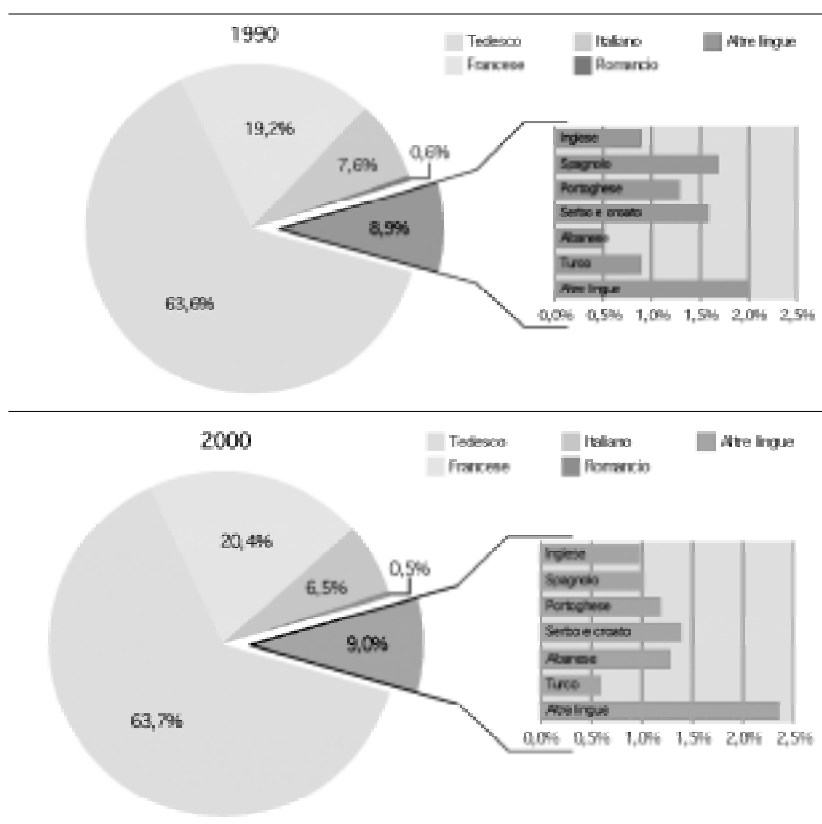 1990
Tedesco Italiano Altre lingue
Francese Romancio
19,2%
7,6%
0,6%
8,9%
63,6%
Inglese
Spagnolo
Portoghese
Serbo e croato
Albanese
Turco
Altre lingue
0,0% 0,5% 1,0% 1,5% 2,0% 2,5%
2000
Tedesco Italiano Altre lingue
Francese Romancio
20,4%
6,5%
0,5%
9,0%
63,7%
Inglese
Spagnolo
Portoghese
Serbo e croato
Albanese
Turco
Altre lingue
0,0% 0,5% 1,0% 1,5% 2,0% 2,5%